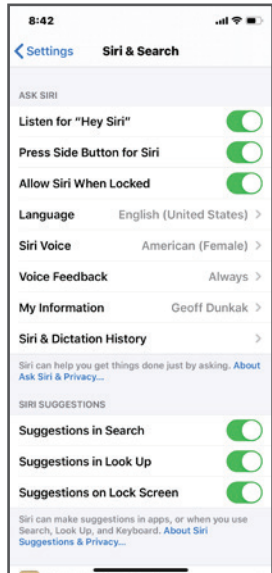 8:42
Settings
Siri & Search
ASK SIRI
Listen for “Hey Siri”
Press Side Button for Siri
Allow Siri When Locked
Language English (United States)
Siri Voice American (Female)
Voice Feedback Always
My Information Geoff Dunkak
Siri & Dictation History
Siri can help you get things done just by asking. About
Ask Siri & Privacy...
SIRI SUGGESTIONS
Suggestions in Search
Suggestions in Look Up
Suggestions on Lock Screen
Siri can make suggestions in apps, or when you use
Search, Look Up, and Keyboard. About Siri
Suggestions & Privacy...